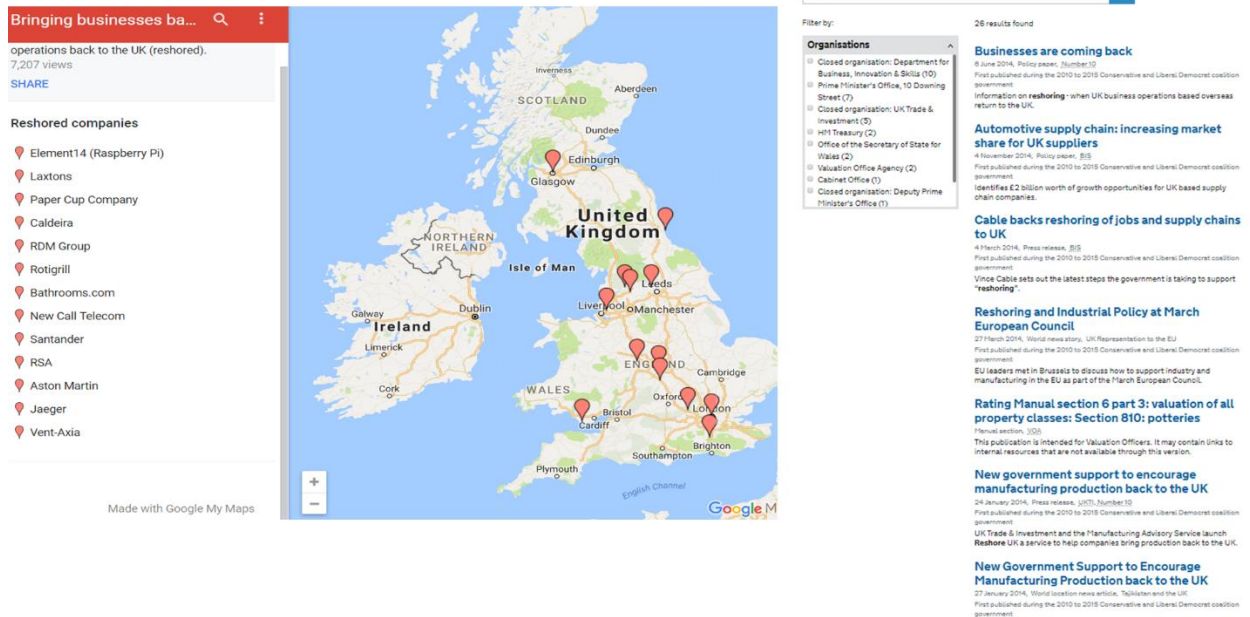 Bringing businesses ba...
operations back to the UK (reshored).
7,207 views
SHARE
Reshored companies
Element14 (Raspberry Pi)
Laxtons
Paper Cup Company
Caldeira
RDM Group
Rotigrill
Bathrooms.com
New Call Telecom
Santander
RSA
Aston Martin
Jaeger
Vent-Axia
Made with Google My Maps
Inverness
Aberdeen
SCOTLAND
Dundee
Edinburgh
Glasgow
United
Kingdom
NORTHERN
IRELAND
Isle of Man
Leeds
Liverpool
Manchester
Dublin
Galway
Ireland
Limerick
Cork
ENGLAND
Cambridge
WALES
Oxford
London
Bristol
Cardiff
Brighton
Southampton
Plymouth
English Channel
Google M
Filter by:
Organisations
Closed organisation: Department for
Business, Innovation & Skills (10)
Prime Minister's Office, 10 Downing
Street (7)
Closed organisation: UK Trade &
Investment (5)
HM Treasury (2)
Office of the Secretary of State for
Wales (2)
Valuation Office Agency (2)
Cabinet Office (1)
Closed organisation: Deputy Prime
Minister's Office (1)
26 results found
Businesses are coming back
6 June 2014, Policy paper, Number 10
First published during the 2010 to 2015 Conservative and Liberal Democrat coalition
government
Information on reshoring - when UK business operations based overseas
return to the UK.
Automotive supply chain: increasing market
share for UK suppliers
4 November 2014, Policy paper, BIS
First published during the 2010 to 2015 Conservative and Liberal Democrat coalition
government
Identifies £2 billion worth of growth opportunities for UK based supply
chain companies.
Cable backs reshoring of jobs and supply chains
to UK
4 March 2014, Press release, BIS
First published during the 2010 to 2015 Conservative and Liberal Democrat coalition
government
Vince Cable sets out the latest steps the government is taking to support
"reshoring".
Reshoring and Industrial Policy at March
European Council
27 March 2014, World news story, UK Representation to the EU
First published during the 2010 to 2015 Conservative and Liberal Democrat coalition
government
EU leaders met in Brussels to discuss how to support industry and
manufacturing in the EU as part of the March European Council.
Rating Manual section 6 part 3: valuation of all
property classes: Section 810: potteries
Manual section, VOA
This publication is intended for Valuation Officers. It may contain links to
internal resources that are not available through this version.
New government support to encourage
manufacturing production back to the UK
24 January 2014, Press release, UKTI, Number 10
First published during the 2010 to 2015 Conservative and Liberal Democrat coalition
government
UK Trade & Investment and the Manufacturing Advisory Service launch
Reshore UK a service to help companies bring production back to the UK.
New Government Support to Encourage
Manufacturing Production back to the UK
27 January 2014, World location news article, Tajikistan and the UK
First published during the 2010 to 2015 Conservative and Liberal Democrat coalition
government